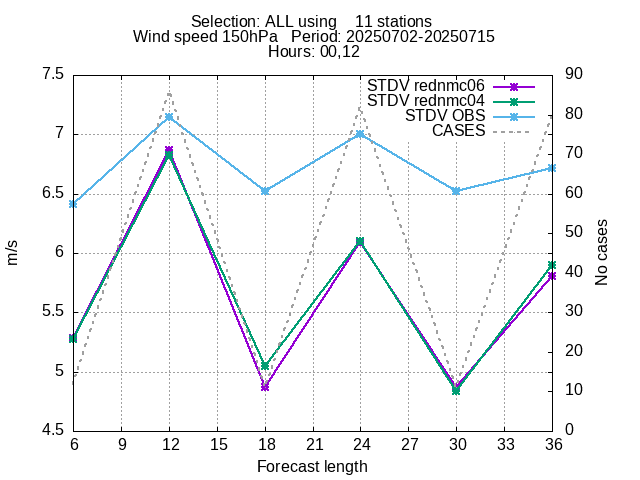 Selection: ALL using    11 stations
Wind speed 150hPa   Period: 20250702-20250715
Hours: 00,12
STDV rednmc06
STDV rednmc04
STDV OBS
CASES
7.5
7
6.5
6
5.5
5
4.5
m/s
90
80
70
60
50
40
30
20
10
0
No cases
6 9 12 15 18 21 24 27 30 33 36
Forecast length